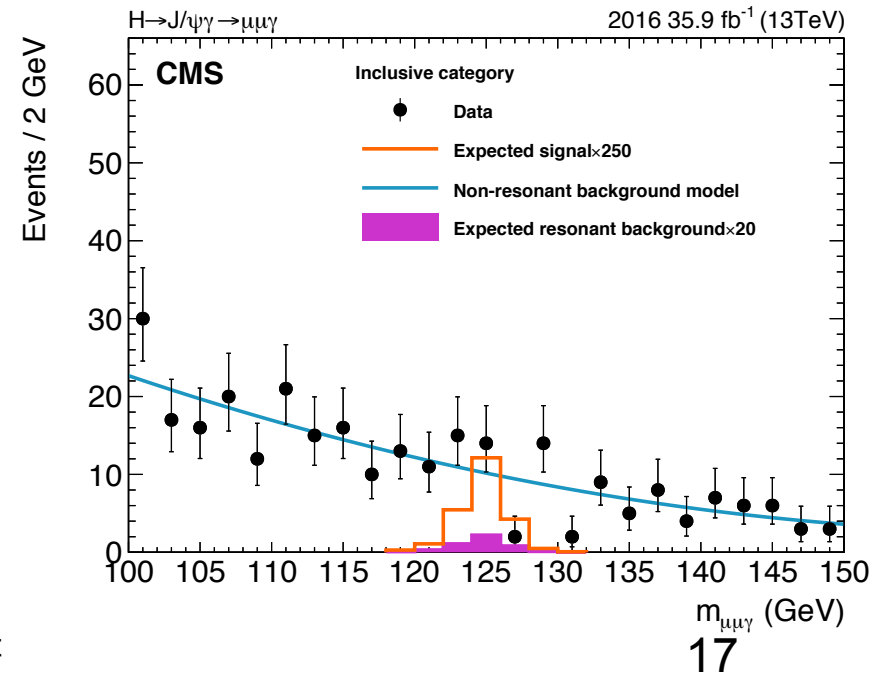 H→J/ψγ→μμγ 2016 35.9 fb⁻¹ (13TeV)
CMS
Inclusive category
Data
Expected signal×250
Non-resonant background model
Expected resonant background×20
Events / 2 GeV
60
50
40
30
20
10
0
100 105 110 115 120 125 130 135 140 145 150
m_μμγ (GeV)
17